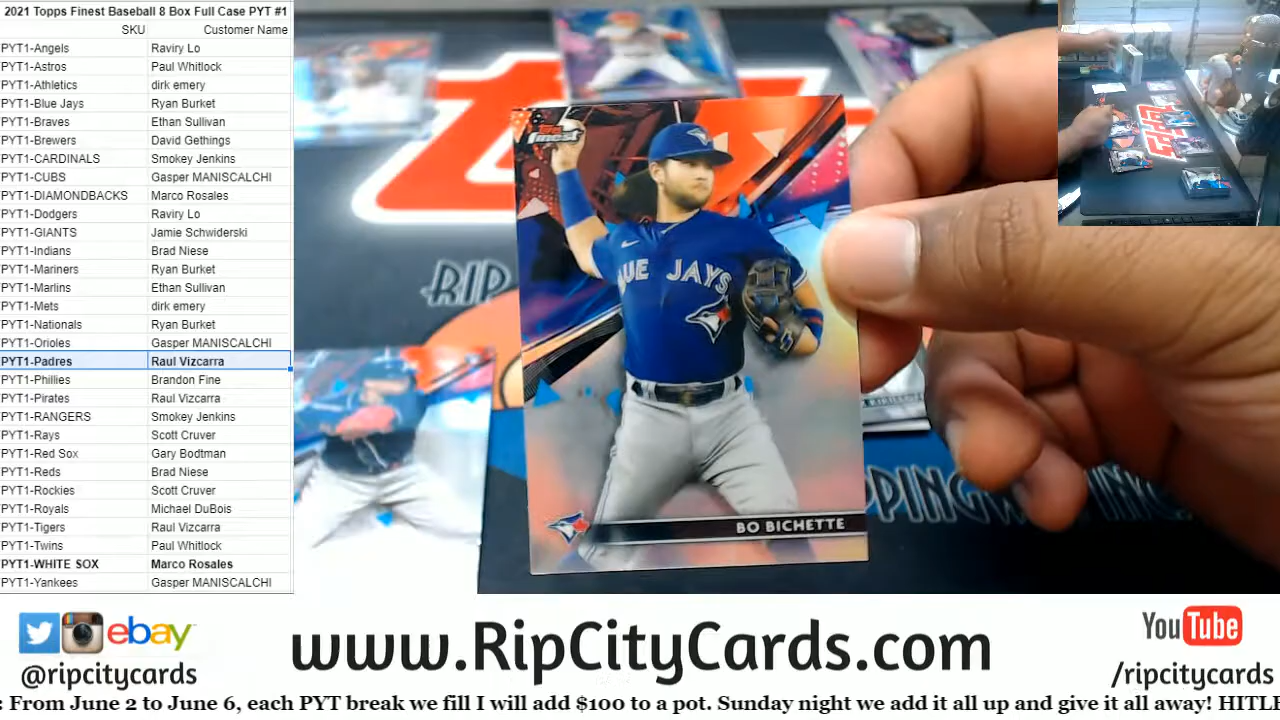 2021 Topps Finest Baseball 8 Box Full Case PYT #1
SKU Customer Name
PYT1-Angels Raviry Lo
PYT1-Astros Paul Whitlock
PYT1-Athletics dirk emery
PYT1-Blue Jays Ryan Burket
PYT1-Braves Ethan Sullivan
PYT1-Brewers David Gethings
PYT1-CARDINALS Smokey Jenkins
PYT1-CUBS Gasper MANISCALCHI
PYT1-DIAMONDBACKS Marco Rosales
PYT1-Dodgers Raviry Lo
PYT1-GIANTS Jamie Schwiderski
PYT1-Indians Brad Niese
PYT1-Mariners Ryan Burket
PYT1-Marlins Ethan Sullivan
PYT1-Mets dirk emery
PYT1-Nationals Ryan Burket
PYT1-Orioles Gasper MANISCALCHI
PYT1-Padres Raul Vizcarra
PYT1-Phillies Brandon Fine
PYT1-Pirates Raul Vizcarra
PYT1-RANGERS Smokey Jenkins
PYT1-Rays Scott Cruver
PYT1-Red Sox Gary Bodtman
PYT1-Reds Brad Niese
PYT1-Rockies Scott Cruver
PYT1-Royals Michael DuBois
PYT1-Tigers Raul Vizcarra
PYT1-Twins Paul Whitlock
PYT1-WHITE SOX Marco Rosales
PYT1-Yankees Gasper MANISCALCHI
finest
JAYS
BO BICHETTE
RIP
TOPPS
ebay
@ripcitycards
www.RipCityCards.com
YouTube
/ripcitycards
: From June 2 to June 6, each PYT break we fill I will add $100 to a pot. Sunday night we add it all up and give it all away! HITLE